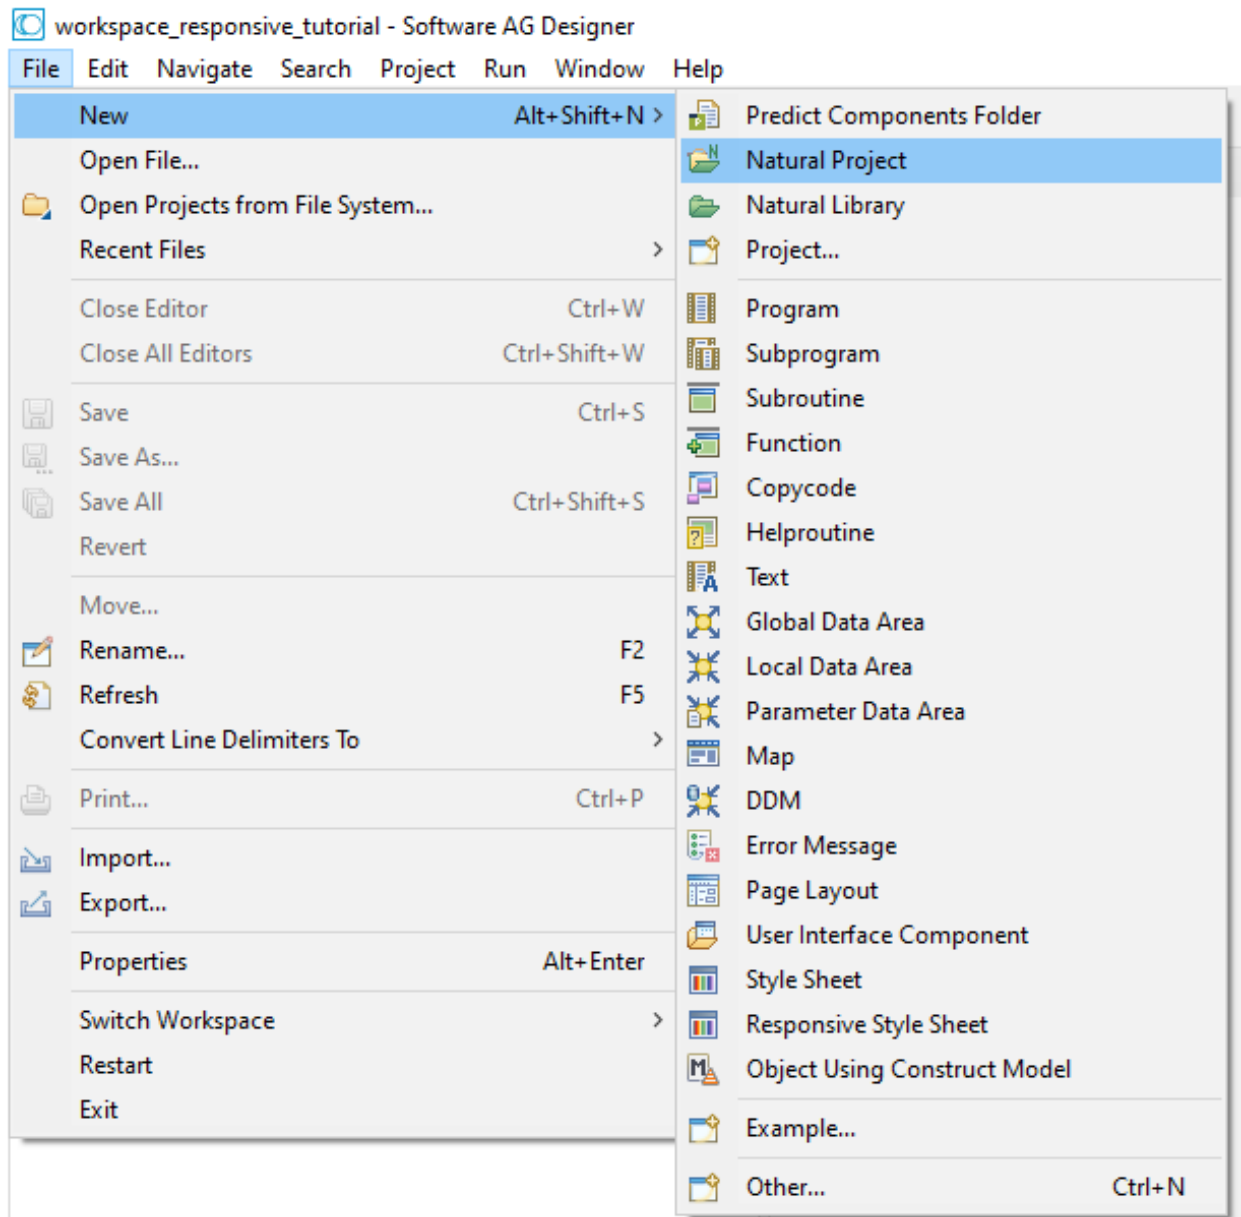 workspace_responsive_tutorial - Software AG Designer
File Edit Navigate Search Project Run Window Help
New Alt+Shift+N >
Open File...
Open Projects from File System...
Recent Files >
Close Editor Ctrl+W
Close All Editors Ctrl+Shift+W
Save Ctrl+S
Save As...
Save All Ctrl+Shift+S
Revert
Move...
Rename... F2
Refresh F5
Convert Line Delimiters To >
Print... Ctrl+P
Import...
Export...
Properties Alt+Enter
Switch Workspace >
Restart
Exit
Predict Components Folder
Natural Project
Natural Library
Project...
Program
Subprogram
Subroutine
Function
Copycode
Helproutine
Text
Global Data Area
Local Data Area
Parameter Data Area
Map
DDM
Error Message
Page Layout
User Interface Component
Style Sheet
Responsive Style Sheet
Object Using Construct Model
Example...
Other... Ctrl+N